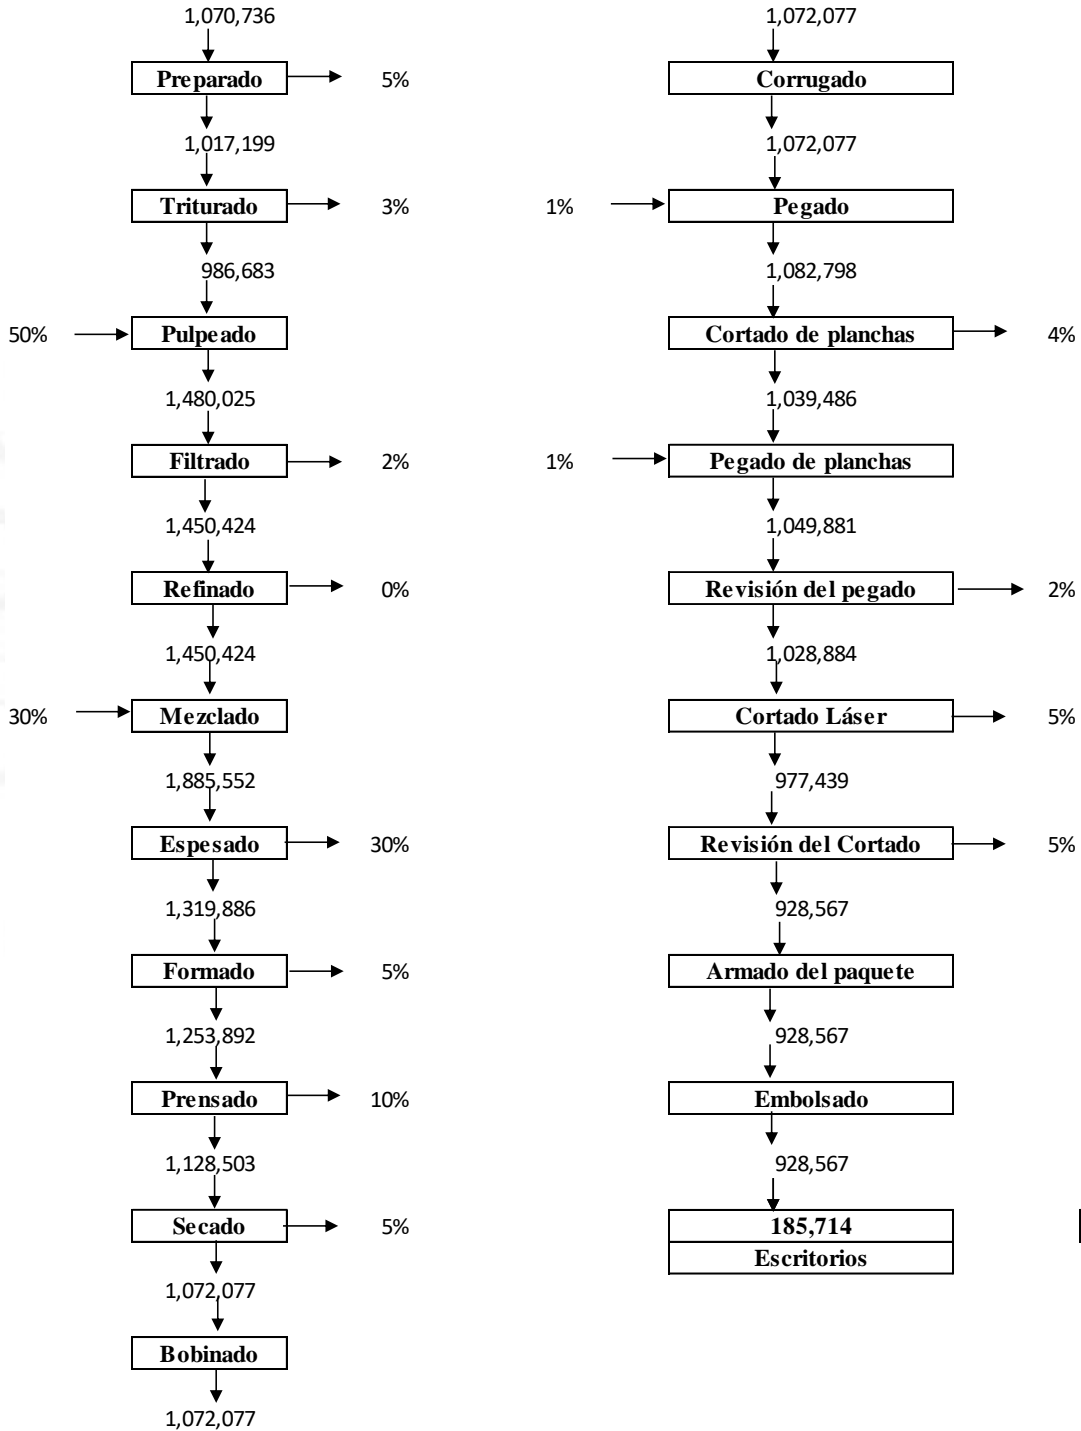 1,070,736
Preparado 5%
1,017,199
Triturado 3%
986,683
50% Pulpeado
1,480,025
Filtrado 2%
1,450,424
Refinado 0%
1,450,424
30% Mezclado
1,885,552
Espesado 30%
1,319,886
Formado 5%
1,253,892
Prensado 10%
1,128,503
Secado 5%
1,072,077
Bobinado
1,072,077
1,072,077
Corrugado
1,072,077
1% Pegado
1,082,798
Cortado de planchas 4%
1,039,486
1% Pegado de planchas
1,049,881
Revisión del pegado 2%
1,028,884
Cortado Láser 5%
977,439
Revisión del Cortado 5%
928,567
Armado del paquete
928,567
Embolsado
928,567
185,714
Escritorios